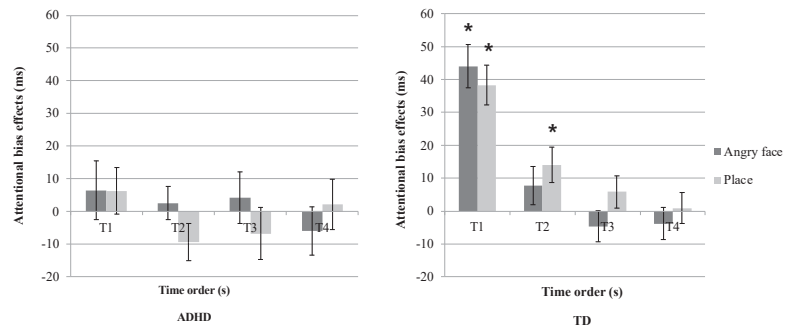 60
50
40
30
20
10
0
-10
-20
Attentional bias effects (ms)
T1 T2 T3 T4
Time order (s)
ADHD
60
50
40
30
20
10
0
-10
-20
Attentional bias effects (ms)
* *
*
T1 T2 T3 T4
Time order (s)
TD
Angry face
Place